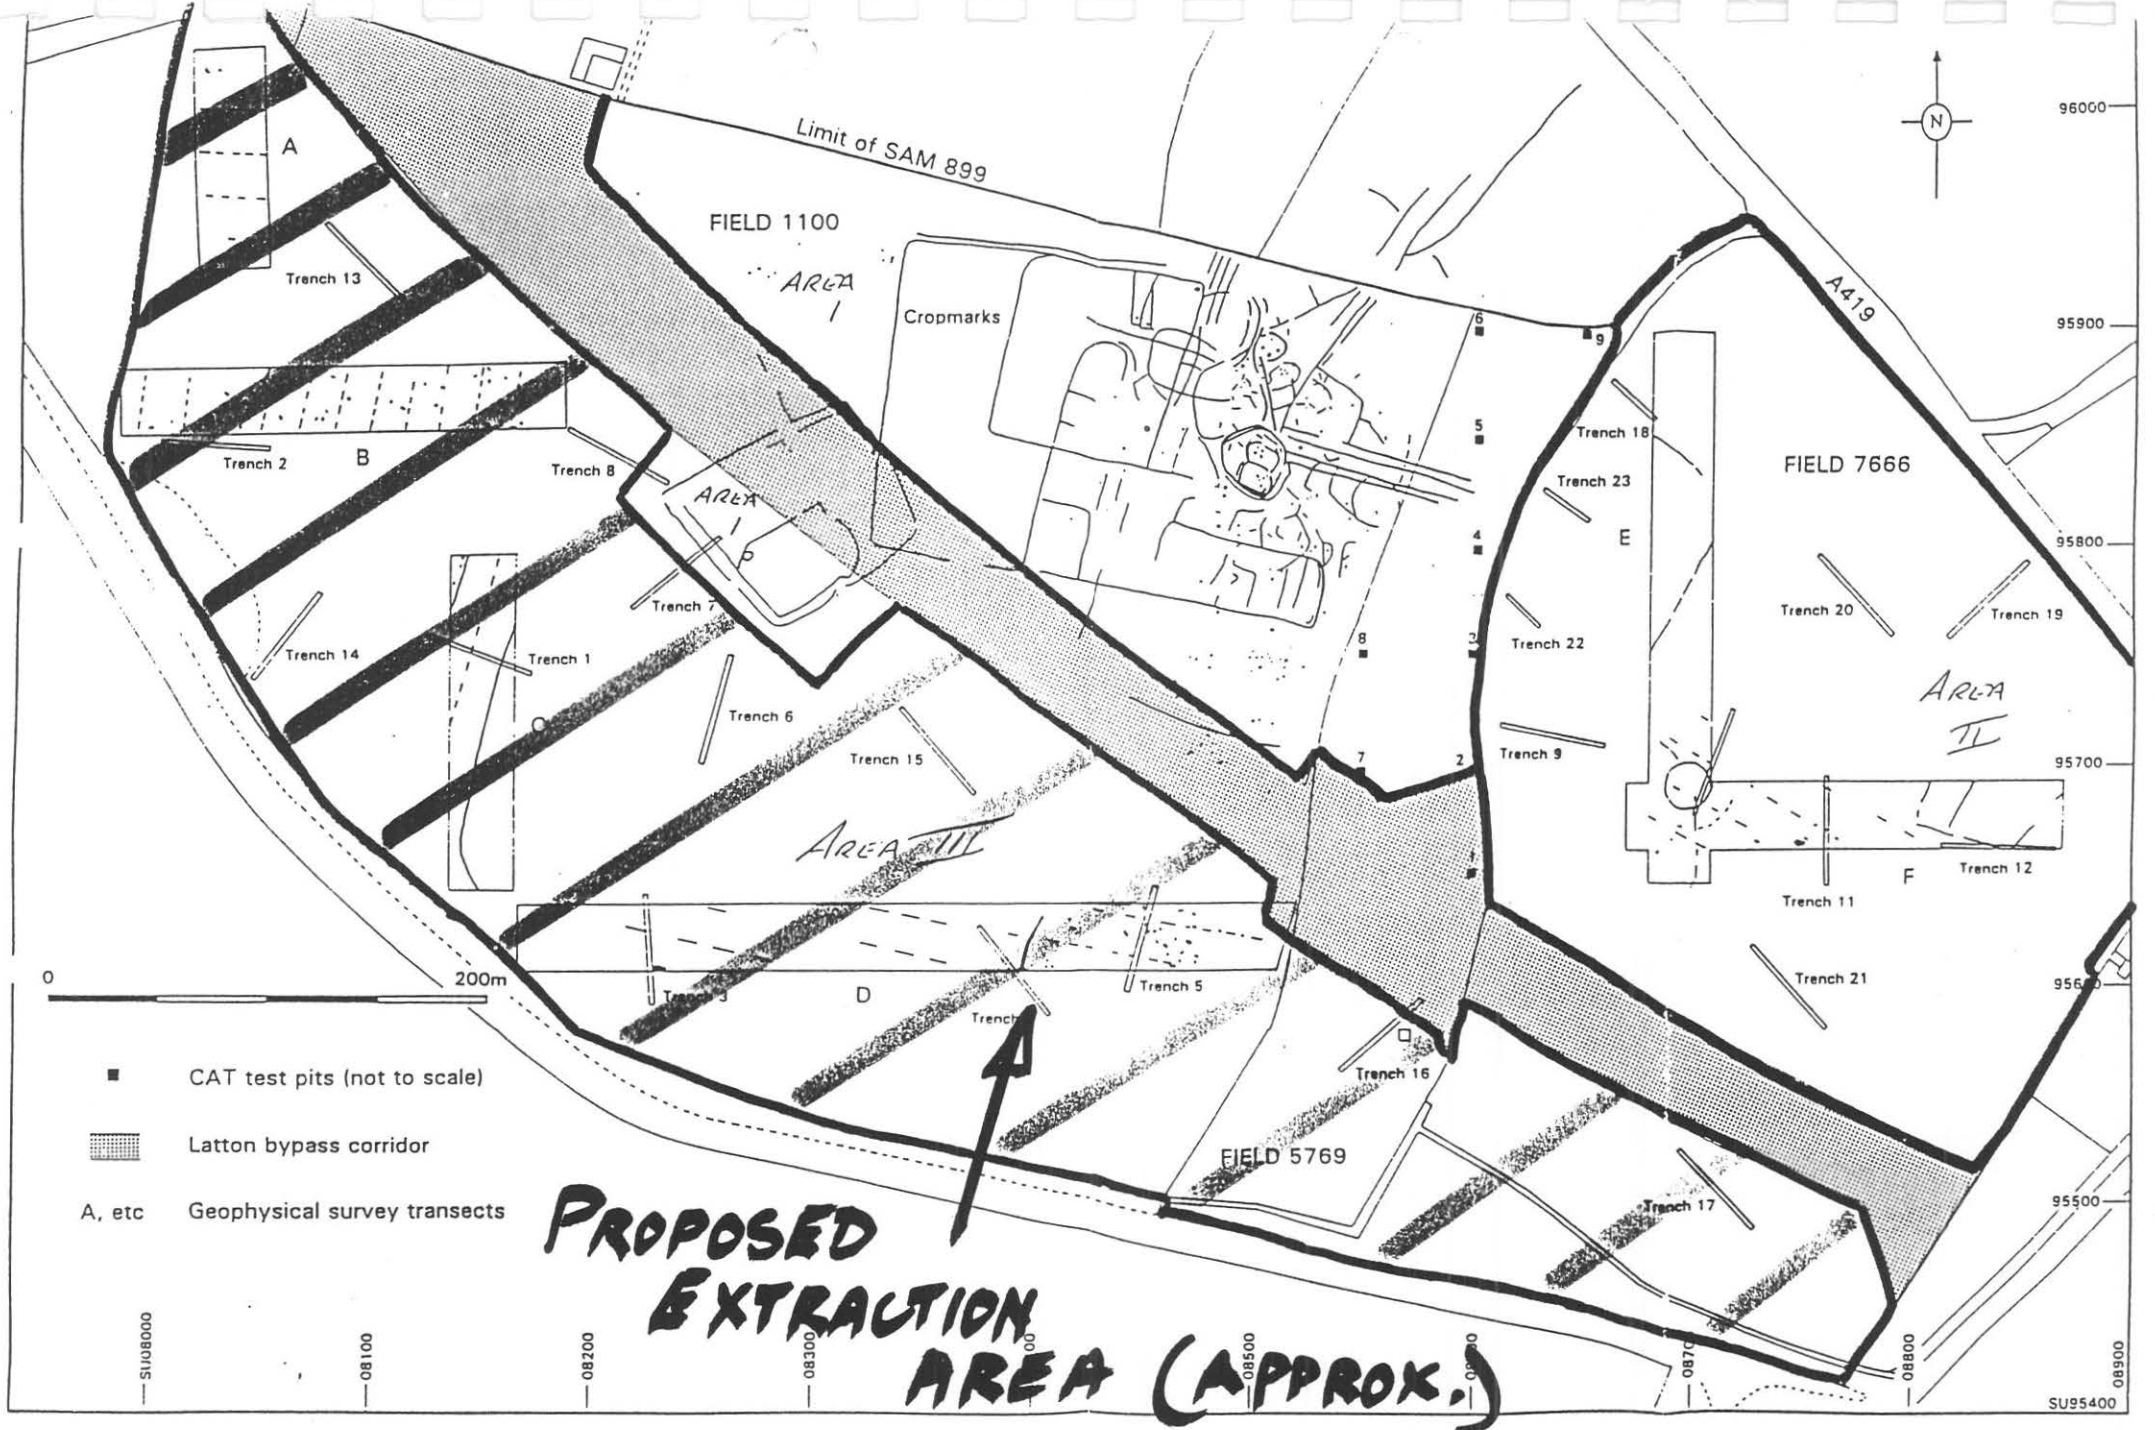 96000
N
Limit of SAM 899
A
FIELD 1100
AREA
I
Trench 13
A419
Cropmarks
6
9
95900
5
Trench 18
FIELD 7666
Trench 2
B
Trench 8
Trench 23
AREA
I
E
4
95800
Trench 7
Trench 20
Trench 19
8
3
Trench 22
Trench 14
Trench 1
AREA
II
C
Trench 6
Trench 15
7
2
Trench 9
95700
AREA III
1
Trench 12
F
Trench 11
0
200m
Trench 3
D
Trench 5
Trench 21
Trench
CAT test pits (not to scale)
Trench 16
Latton bypass corridor
FIELD 5769
A, etc
Geophysical survey transects
Trench 17
95500
PROPOSED
EXTRACTION
AREA (APPROX.)
SU08000
08100
08200
08300
08500
08800
08900
SU95400